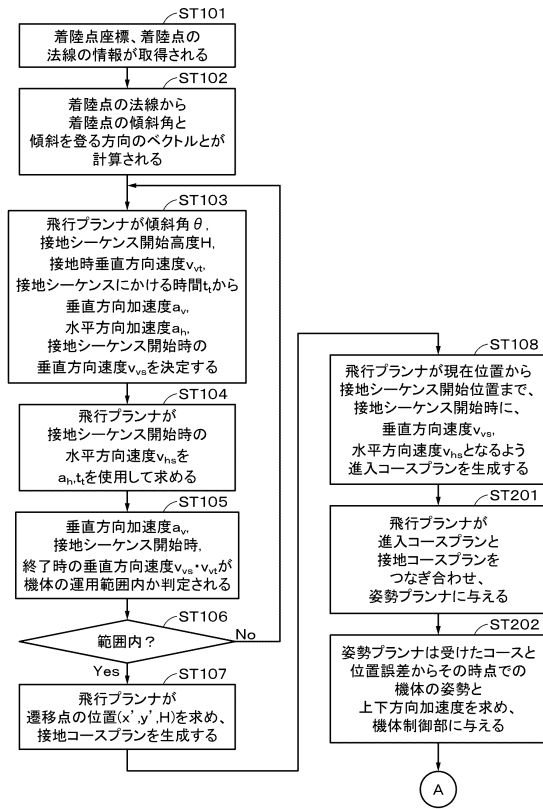 ST101
着陸点座標、着陸点の
法線の情報が取得される
ST102
着陸点の法線から
着陸点の傾斜角と
傾斜を登る方向のベクトルとが
計算される
ST103
飛行プランナが傾斜角θ,
接地シーケンス開始高度H,
接地時垂直方向速度vvt,
接地シーケンスにかける時間ttから
垂直方向加速度av,
水平方向加速度ah,
接地シーケンス開始時の
垂直方向速度vvsを決定する
ST104
飛行プランナが
接地シーケンス開始時の
水平方向速度vhsを
ah,ttを使用して求める
ST105
垂直方向加速度av,
接地シーケンス開始時,
終了時の垂直方向速度vvs・vvtが
機体の運用範囲内か判定される
ST106
範囲内？
No
Yes
ST107
飛行プランナが
遷移点の位置(x',y',H)を求め、
接地コースプランを生成する
ST108
飛行プランナが現在位置から
接地シーケンス開始位置まで、
接地シーケンス開始時に、
垂直方向速度vvs,
水平方向速度vhsとなるよう
進入コースプランを生成する
ST201
飛行プランナが
進入コースプランと
接地コースプランを
つなぎ合わせ、
姿勢プランナに与える
ST202
姿勢プランナは受けたコースと
位置誤差からその時点での
機体の姿勢と
上下方向加速度を求め、
機体制御部に与える
A